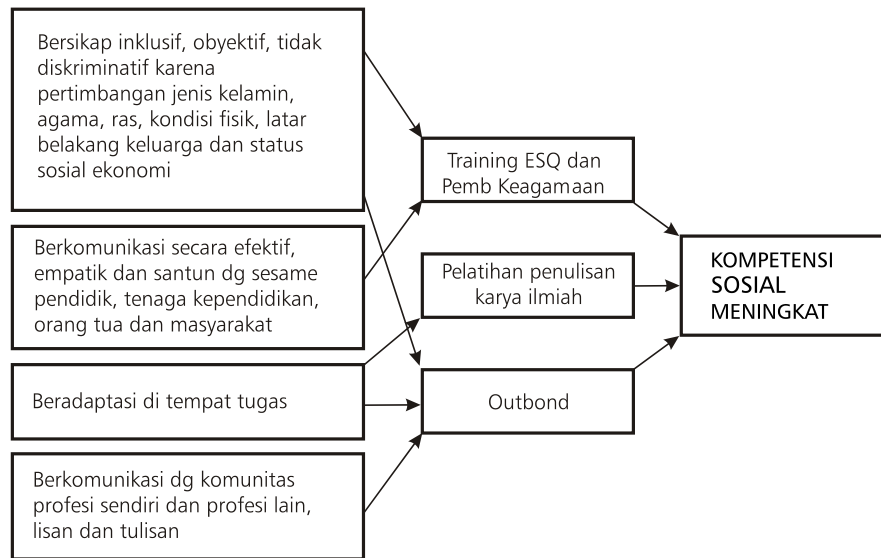 Bersikap inklusif, obyektif, tidak
diskriminatif karena
pertimbangan jenis kelamin,
agama, ras, kondisi fisik, latar
belakang keluarga dan status
sosial ekonomi
Berkomunikasi secara efektif,
empatik dan santun dg sesame
pendidik, tenaga kependidikan,
orang tua dan masyarakat
Beradaptasi di tempat tugas
Berkomunikasi dg komunitas
profesi sendiri dan profesi lain,
lisan dan tulisan
Training ESQ dan
Pemb Keagamaan
Pelatihan penulisan
karya ilmiah
Outbond
KOMPETENSI
SOSIAL
MENINGKAT